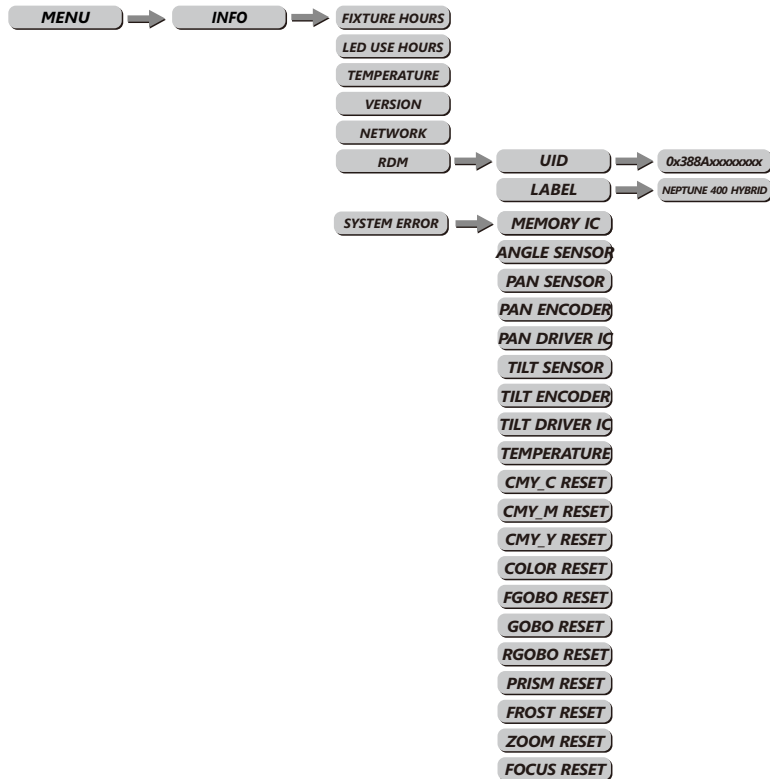 MENU INFO FIXTURE HOURS
LED USE HOURS
TEMPERATURE
VERSION
NETWORK
RDM UID 0x388Axxxxxxxx
LABEL NEPTUNE 400 HYBRID
SYSTEM ERROR MEMORY IC
ANGLE SENSOR
PAN SENSOR
PAN ENCODER
PAN DRIVER IC
TILT SENSOR
TILT ENCODER
TILT DRIVER IC
TEMPERATURE
CMY_C RESET
CMY_M RESET
CMY_Y RESET
COLOR RESET
FGOBO RESET
GOBO RESET
RGOBO RESET
PRISM RESET
FROST RESET
ZOOM RESET
FOCUS RESET